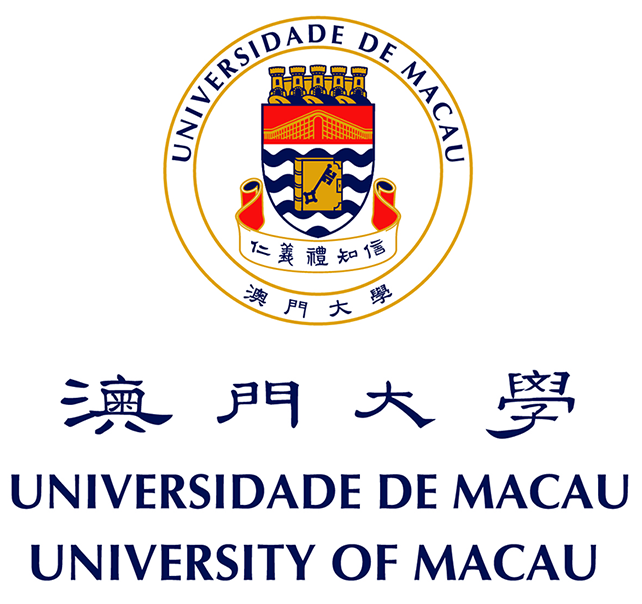 UNIVERSIDADE DE MACAU
仁義禮知信
澳門大學
澳門大學
UNIVERSIDADE DE MACAU
UNIVERSITY OF MACAU